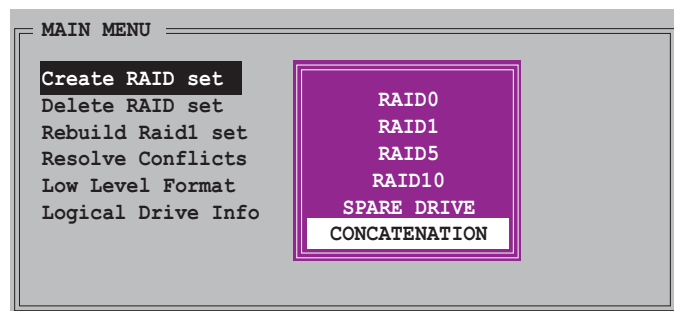 MAIN MENU
Create RAID set
Delete RAID set
Rebuild Raid1 set
Resolve Conflicts
Low Level Format
Logical Drive Info
RAID0
RAID1
RAID5
RAID10
SPARE DRIVE
CONCATENATION